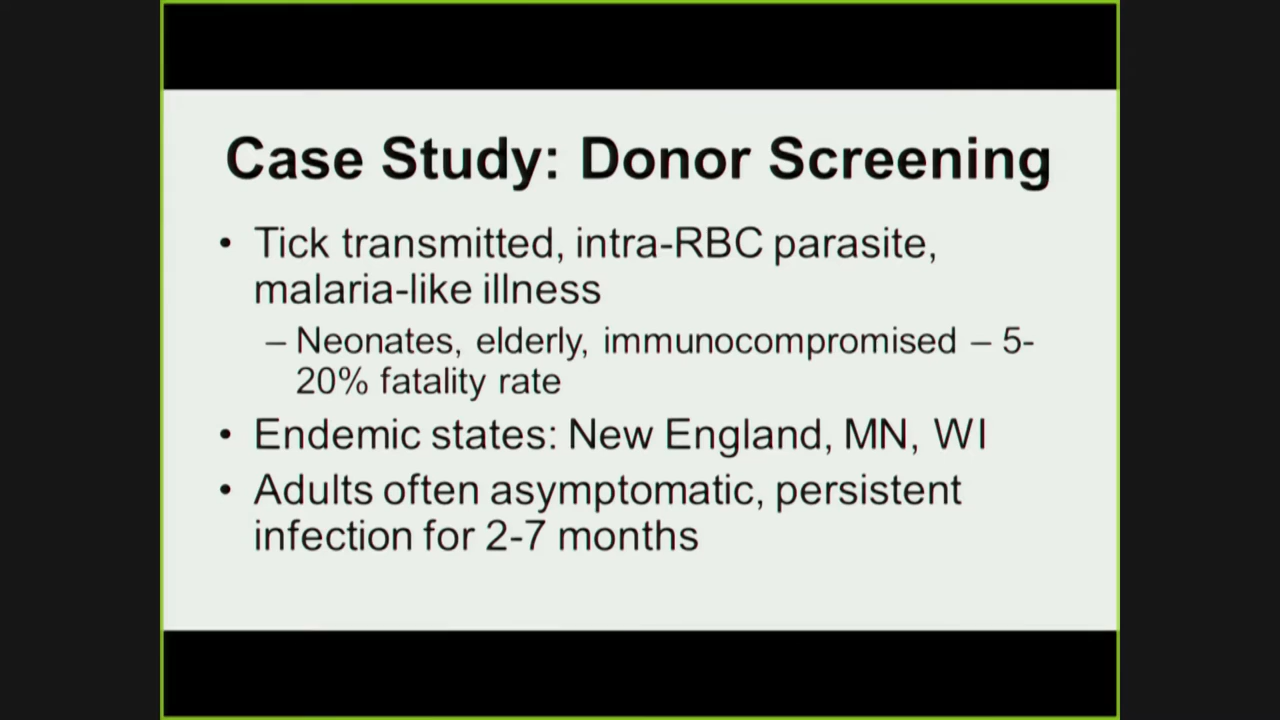 Case Study: Donor Screening
• Tick transmitted, intra-RBC parasite,
malaria-like illness
– Neonates, elderly, immunocompromised – 5-
20% fatality rate
• Endemic states: New England, MN, WI
• Adults often asymptomatic, persistent
infection for 2-7 months